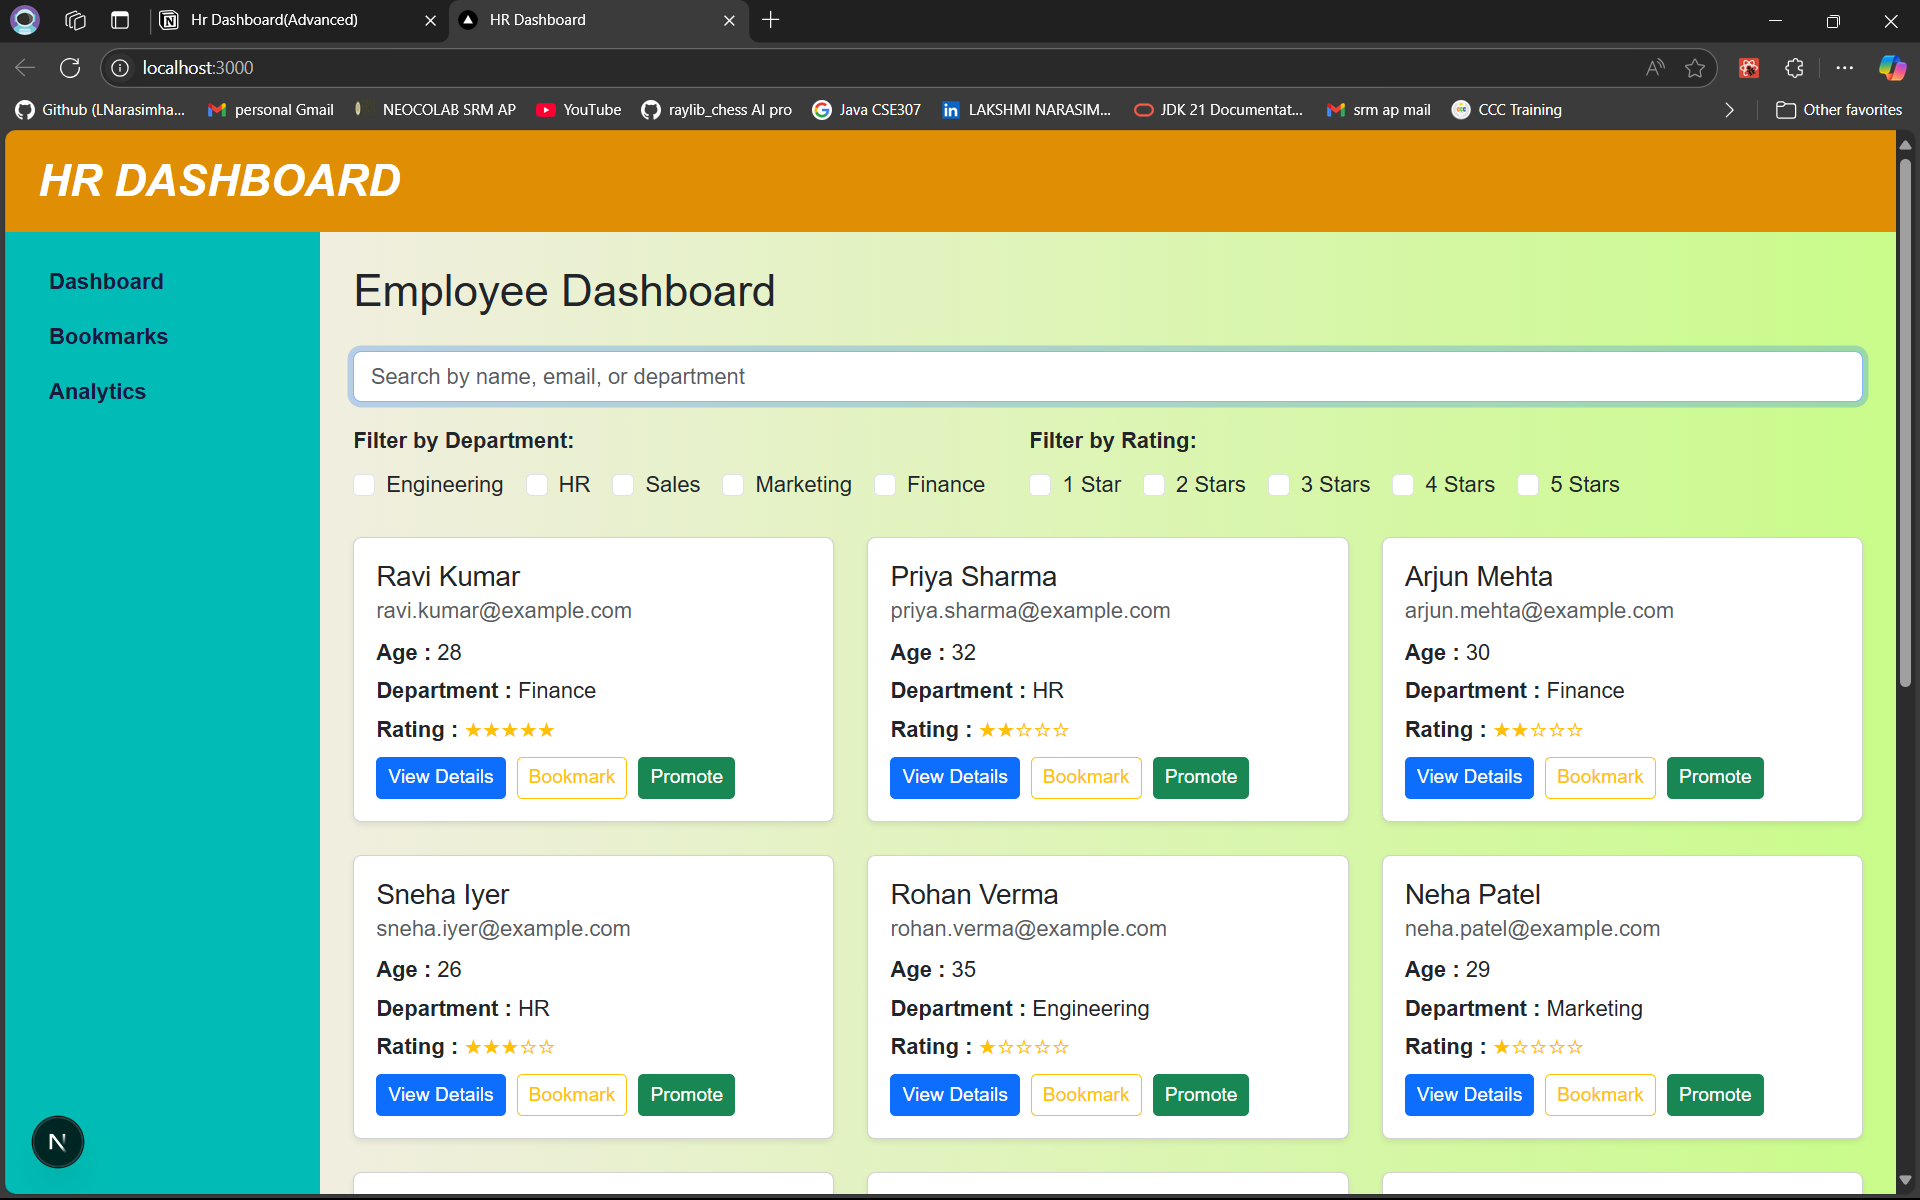 Hr Dashboard(Advanced)
HR Dashboard
localhost:3000
Github (LNarasimha...
personal Gmail
NEOCOLAB SRM AP
YouTube
raylib_chess AI pro
Java CSE307
LAKSHMI NARASIM...
JDK 21 Documentat...
srm ap mail
CCC Training
Other favorites
HR DASHBOARD
Dashboard
Bookmarks
Analytics
Employee Dashboard
Search by name, email, or department
Filter by Department:
Engineering HR Sales Marketing Finance
Filter by Rating:
1 Star 2 Stars 3 Stars 4 Stars 5 Stars
Ravi Kumar
ravi.kumar@example.com
Age : 28
Department : Finance
Rating : ★★★★★
View Details Bookmark Promote
Priya Sharma
priya.sharma@example.com
Age : 32
Department : HR
Rating : ★★☆☆☆
View Details Bookmark Promote
Arjun Mehta
arjun.mehta@example.com
Age : 30
Department : Finance
Rating : ★★☆☆☆
View Details Bookmark Promote
Sneha Iyer
sneha.iyer@example.com
Age : 26
Department : HR
Rating : ★★★☆☆
View Details Bookmark Promote
Rohan Verma
rohan.verma@example.com
Age : 35
Department : Engineering
Rating : ★☆☆☆☆
View Details Bookmark Promote
Neha Patel
neha.patel@example.com
Age : 29
Department : Marketing
Rating : ★☆☆☆☆
View Details Bookmark Promote
N